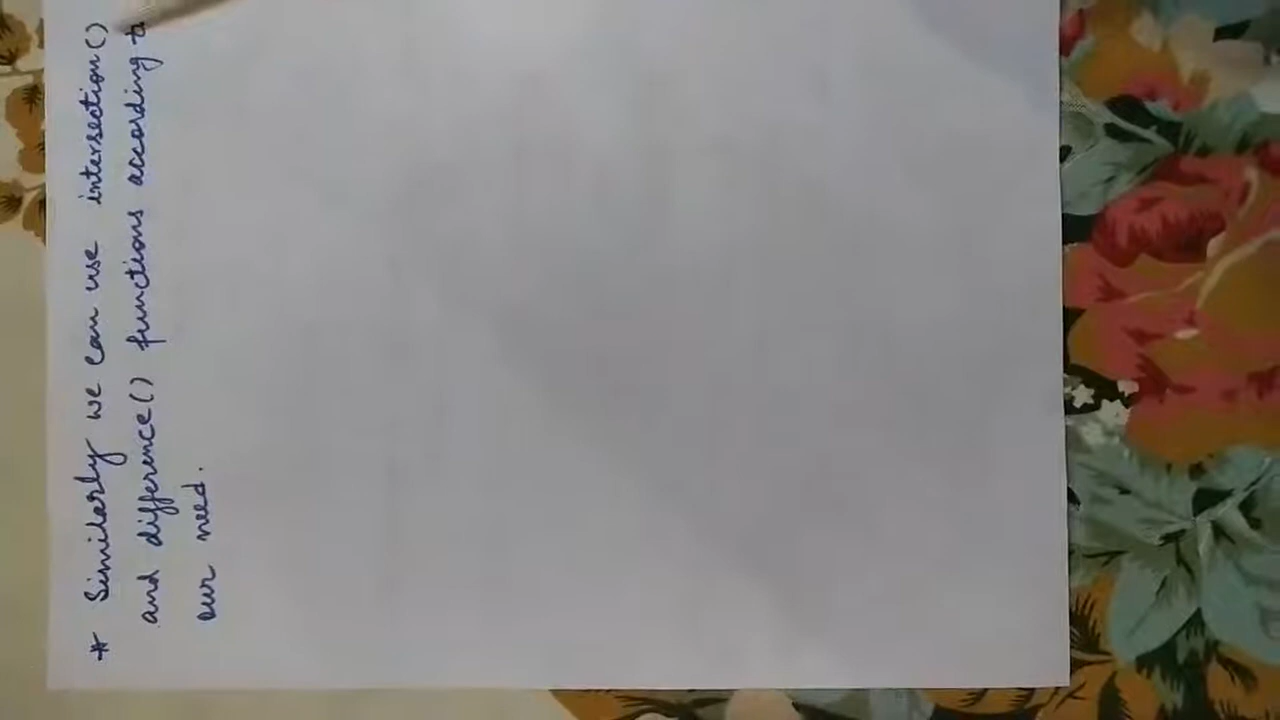 * Similarly we can use intersection()
and difference() functions according to
our need.